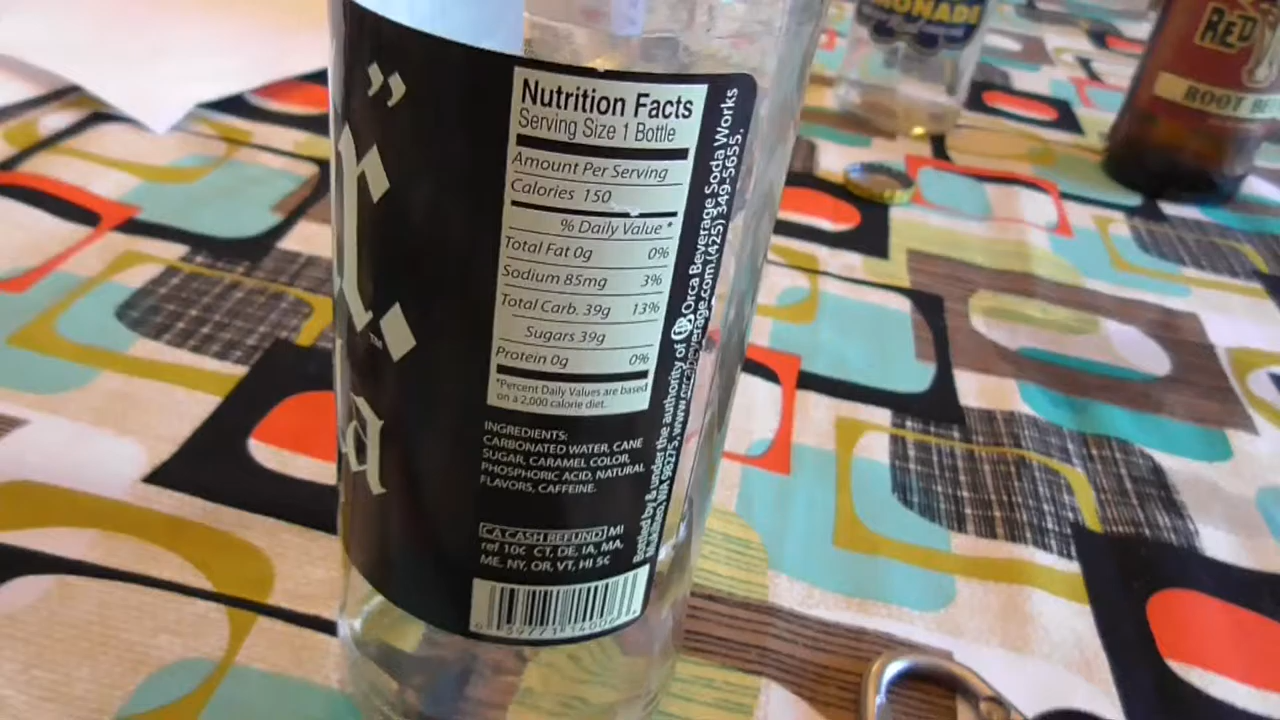 Nutrition Facts
Serving Size 1 Bottle
Amount Per Serving
Calories 150
% Daily Value *
Total Fat 0g 0%
Sodium 85mg 3%
Total Carb. 39g 13%
Sugars 39g
Protein 0g 0%
*Percent Daily Values are based
on a 2,000 calorie diet.
INGREDIENTS:
CARBONATED WATER, CANE
SUGAR, CARAMEL COLOR,
PHOSPHORIC ACID, NATURAL
FLAVORS, CAFFEINE.
CA CASH REFUND MI
ref 10¢ CT, DE, IA, MA,
ME, NY, OR, VT, HI 5¢
Bottled by & under the authority of Orca Beverage Soda Works
Mukilteo, WA 98275, www.orcabeverage.com, (425) 349-5655.
RED